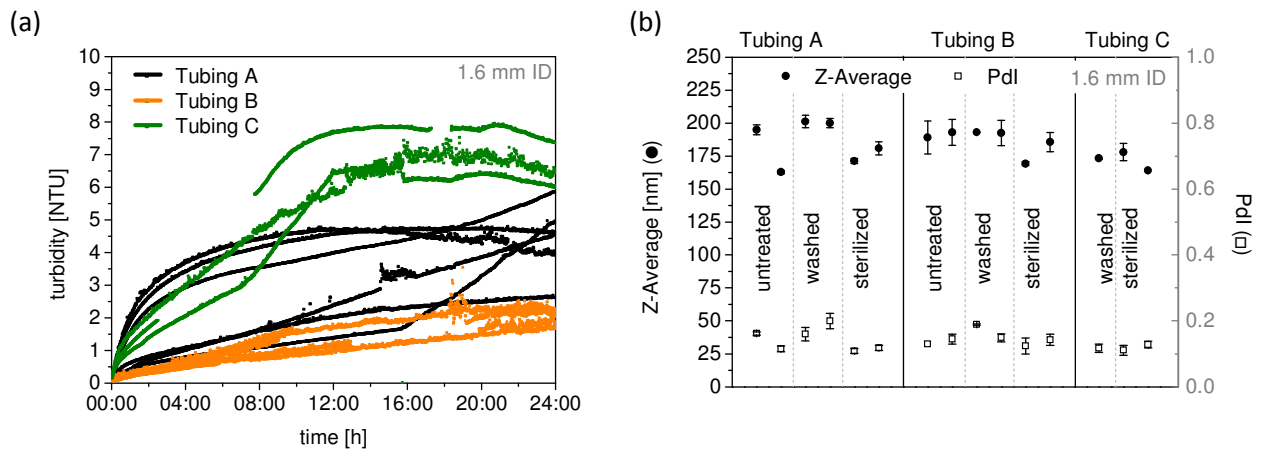 (a)
10
9
8
7
6
5
4
3
2
1
0
turbidity [NTU]
Tubing A
Tubing B
Tubing C
1.6 mm ID
00:00 04:00 08:00 12:00 16:00 20:00 24:00
time [h]
(b)
Tubing A Tubing B Tubing C
250
225
200
175
150
125
100
75
50
25
0
Z-Average [nm] (●)
● Z-Average □ PdI 1.6 mm ID
untreated
washed
sterilized
untreated
washed
sterilized
washed
sterilized
1.0
0.8
0.6
0.4
0.2
0.0
PdI (□)